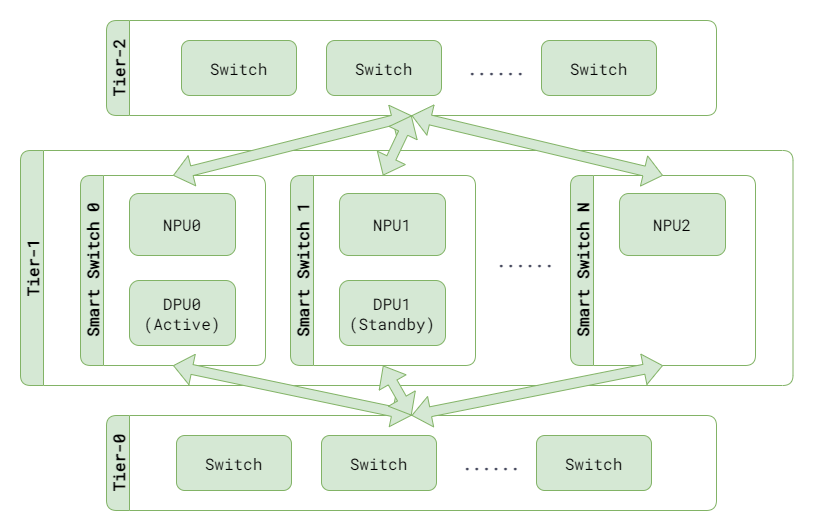 Tier-2
Switch
Switch
......
Switch
Tier-1
Smart Switch 0
NPU0
DPU0
(Active)
Smart Switch 1
NPU1
DPU1
(Standby)
......
Smart Switch N
NPU2
Tier-0
Switch
Switch
......
Switch